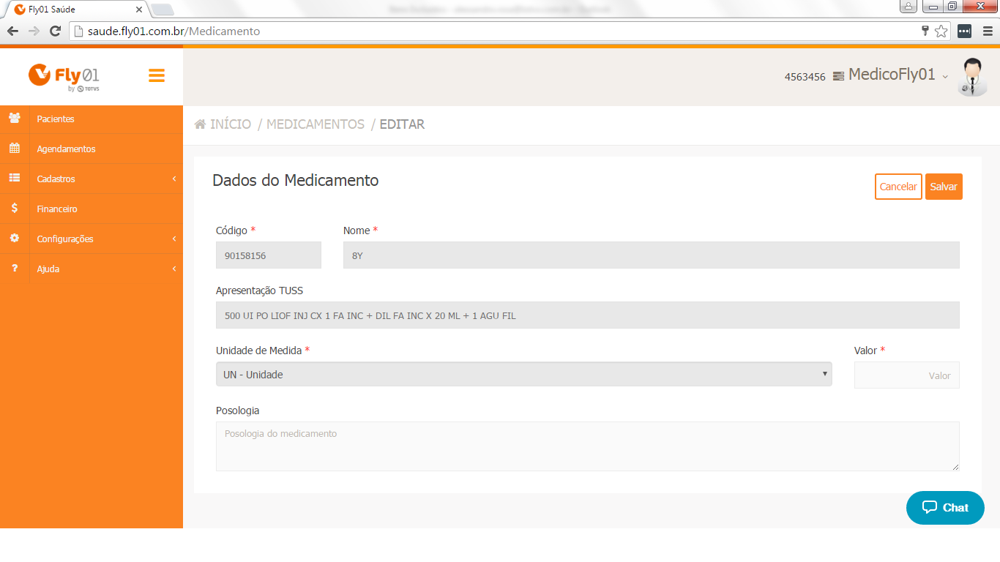 Fly01 Saúde
saude.fly01.com.br/Medicamento
Fly01
by TOTVS
4563456 MedicoFly01
Pacientes
Agendamentos
Cadastros
Financeiro
Configurações
Ajuda
INÍCIO / MEDICAMENTOS / EDITAR
Dados do Medicamento
Cancelar Salvar
Código * Nome *
90158156 8Y
Apresentação TUSS
500 UI PO LIOF INJ CX 1 FA INC + DIL FA INC X 20 ML + 1 AGU FIL
Unidade de Medida * Valor *
UN - Unidade Valor
Posologia
Posologia do medicamento
Chat